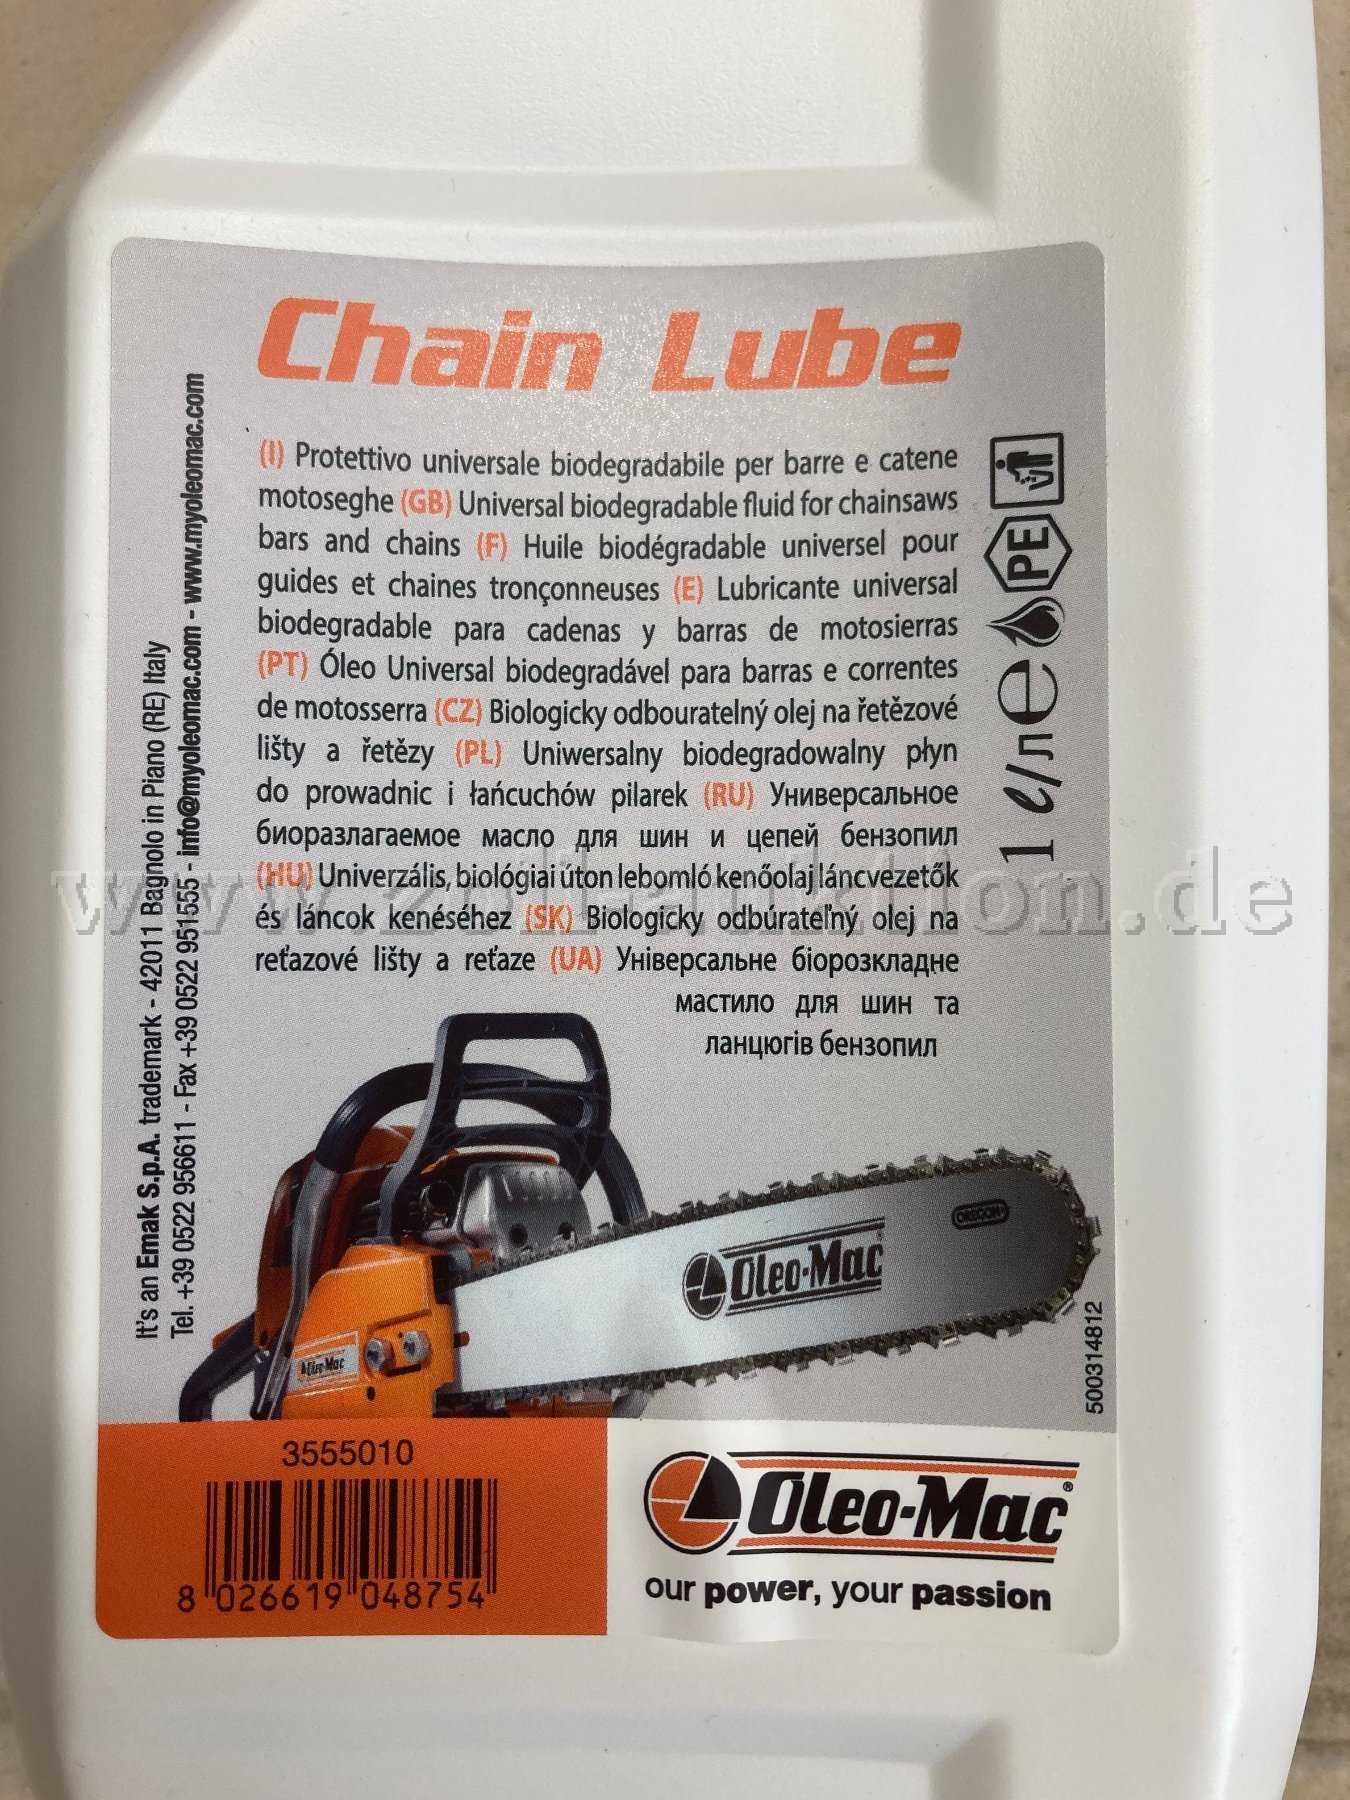 Chain Lube
(I) Protettivo universale biodegradabile per barre e catene
motoseghe (GB) Universal biodegradable fluid for chainsaws
bars and chains (F) Huile biodégradable universel pour
guides et chaines tronçonneuses (E) Lubricante universal
biodegradable para cadenas y barras de motosierras
(PT) Óleo Universal biodegradável para barras e correntes
de motosserra (CZ) Biologicky odbouratelný olej na řetězové
lišty a řetězy (PL) Uniwersalny biodegradowalny płyn
do prowadnic i łańcuchów pilarek (RU) Универсальное
биоразлагаемое масло для шин и цепей бензопил
(HU) Univerzális, biológiai úton lebomló kenőolaj láncvezetők
és láncok kenéséhez (SK) Biologicky odbúrateľný olej na
reťazové lišty a reťaze (UA) Універсальне біорозкладне
мастило для шин та
ланцюгів бензопил
It's an Emak S.p.A. trademark - 42011 Bagnolo in Piano (RE) Italy
Tel. +39 0522 956611 - Fax +39 0522 951555 - info@myoleomac.com - www.myoleomac.com
PE
1 ℓ/л ℮
www.zoll-auktion.de
Oleo-Mac®
OREGON
Oleo-Mac
500314812
3555010
8 026619 048754
Oleo-Mac®
our power, your passion